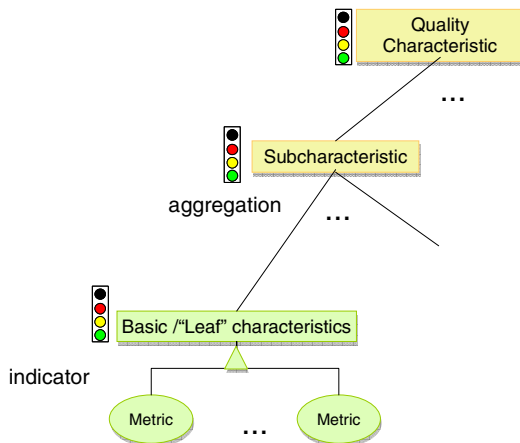 Quality
Characteristic
...
Subcharacteristic
aggregation
...
Basic /“Leaf” characteristics
indicator
Metric
...
Metric